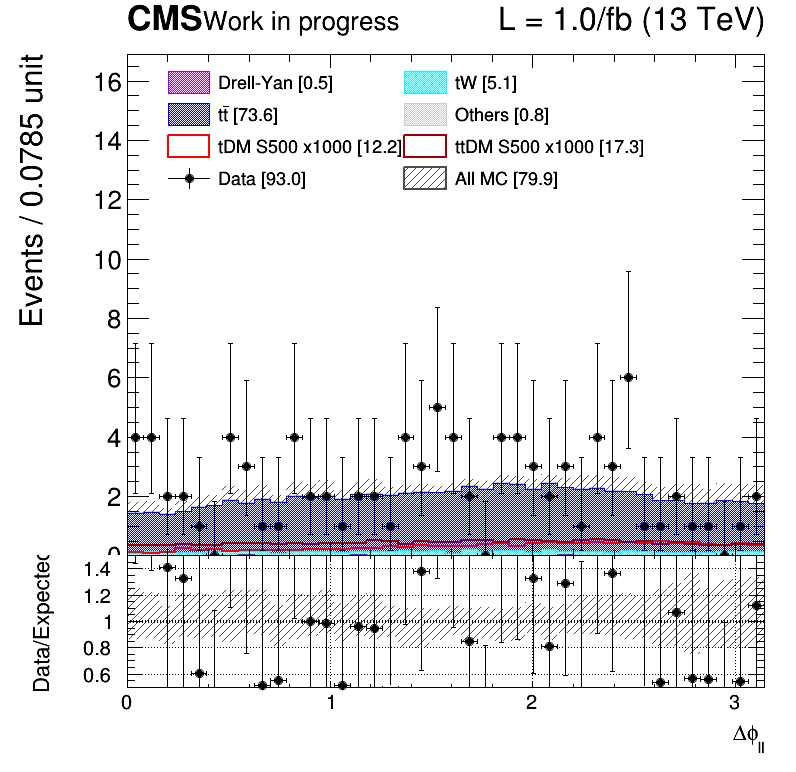 CMS Work in progress L = 1.0/fb (13 TeV)
Events / 0.0785 unit
16
14
12
10
8
6
4
2
0
Drell-Yan [0.5] tW [5.1]
tt̄ [73.6] Others [0.8]
tDM S500 x1000 [12.2] ttDM S500 x1000 [17.3]
Data [93.0] All MC [79.9]
Data/Expected
1.4
1.2
1
0.8
0.6
0 1 2 3
Δϕll